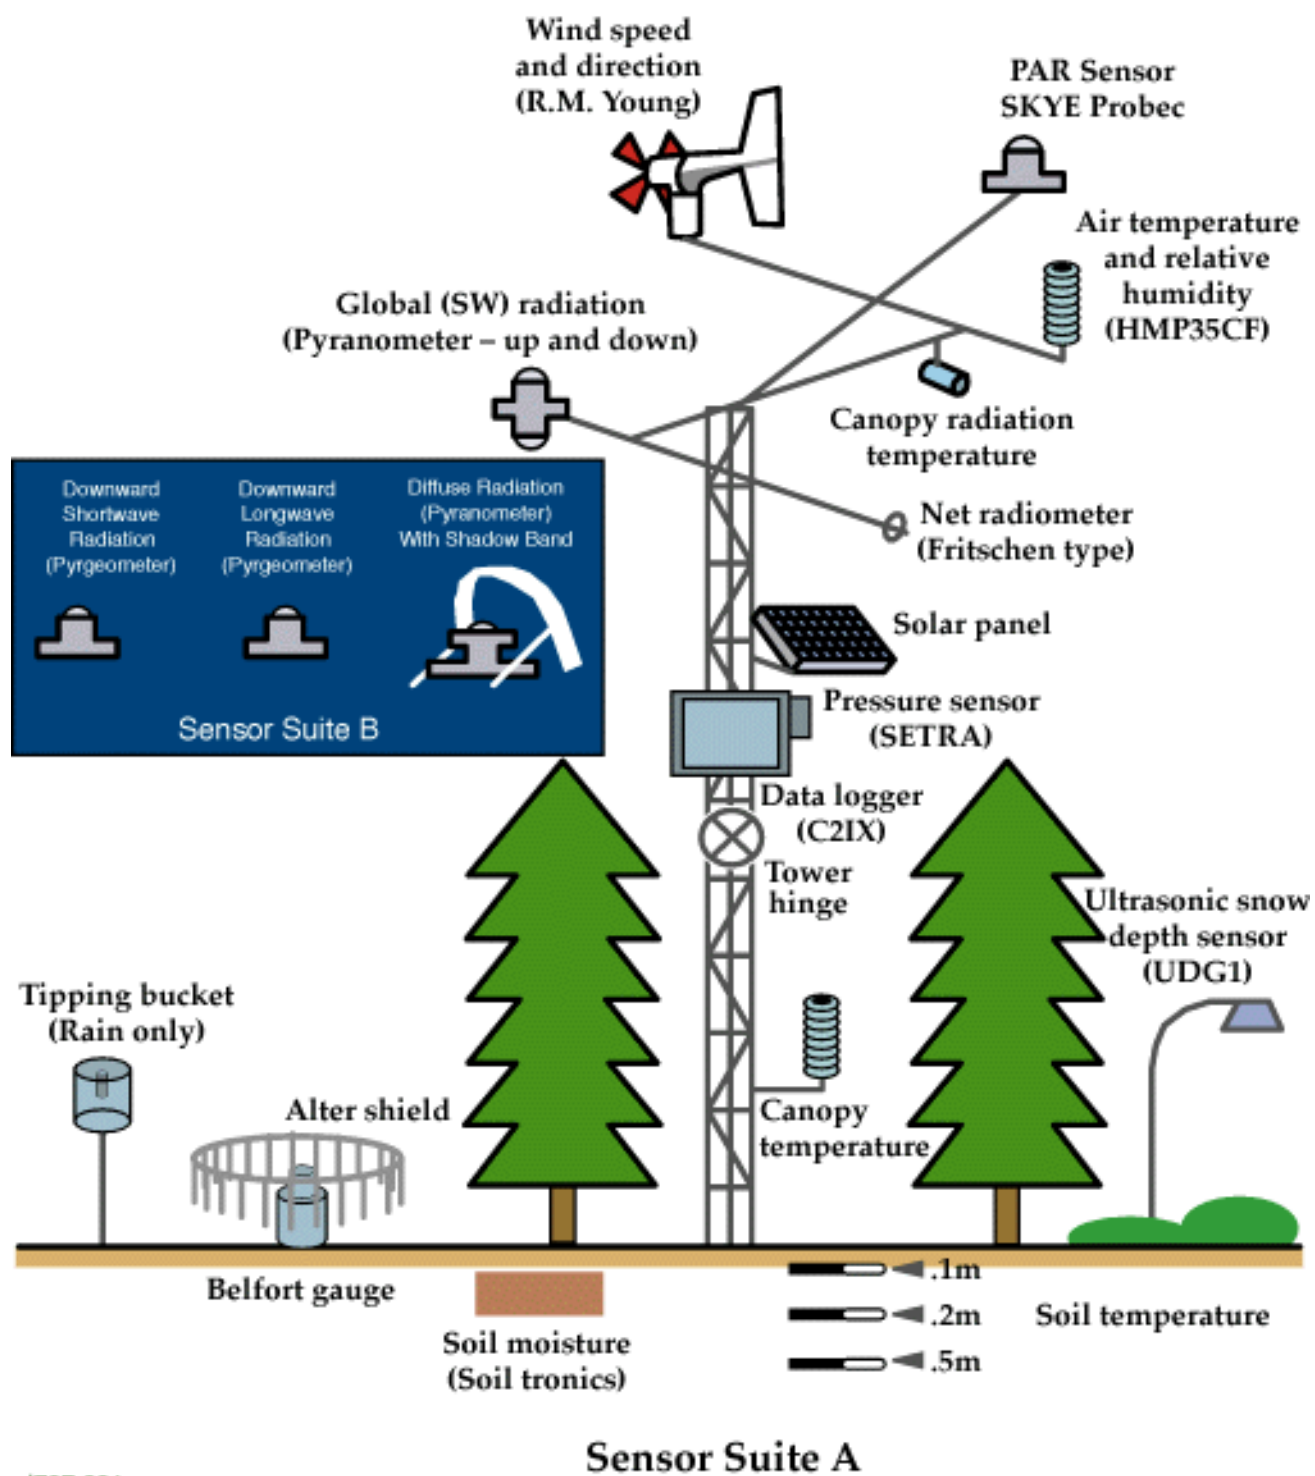 Wind speed
and direction
(R.M. Young)
PAR Sensor
SKYE Probec
Air temperature
and relative
humidity
(HMP35CF)
Global (SW) radiation
(Pyranometer – up and down)
Canopy radiation
temperature
Downward
Shortwave
Radiation
(Pyrgeometer)
Downward
Longwave
Radiation
(Pyrgeometer)
Diffuse Radiation
(Pyranometer)
With Shadow Band
Sensor Suite B
Net radiometer
(Fritschen type)
Solar panel
Pressure sensor
(SETRA)
Data logger
(C2IX)
Tower
hinge
Ultrasonic snow
depth sensor
(UDG1)
Tipping bucket
(Rain only)
Alter shield
Canopy
temperature
Belfort gauge
Soil moisture
(Soil tronics)
.1m
.2m
.5m
Soil temperature
Sensor Suite A